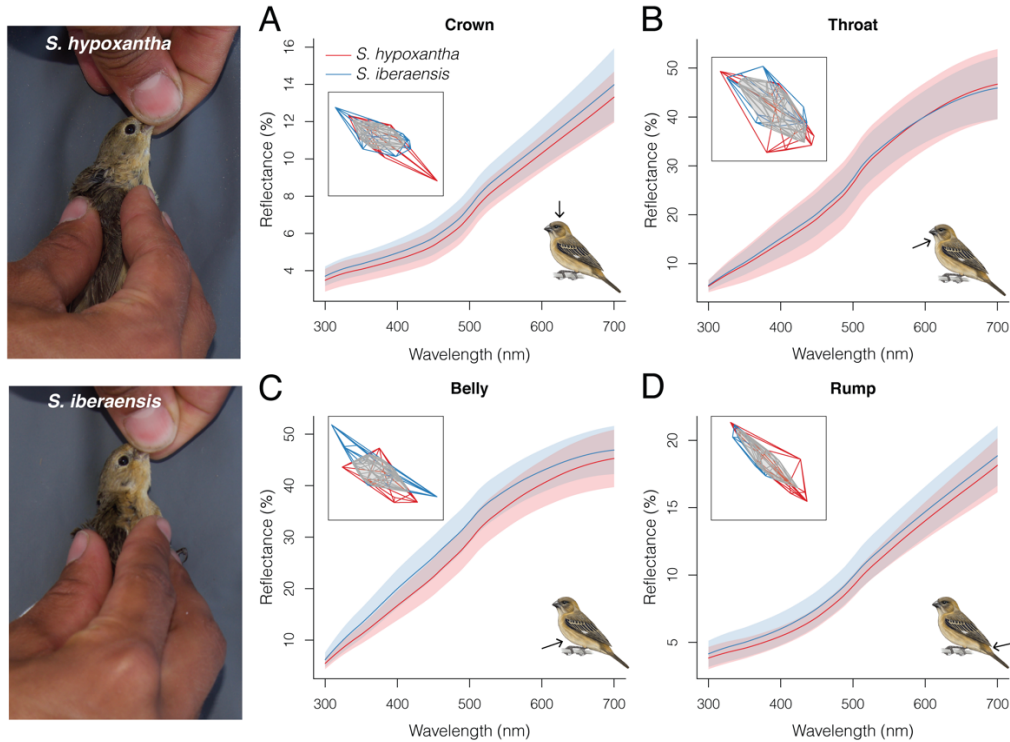 S. hypoxantha
S. iberaensis
A
Crown
S. hypoxantha
S. iberaensis
Reflectance (%)
16
14
12
10
8
6
4
300 400 500 600 700
Wavelength (nm)
B
Throat
Reflectance (%)
50
40
30
20
10
300 400 500 600 700
Wavelength (nm)
C
Belly
Reflectance (%)
50
40
30
20
10
300 400 500 600 700
Wavelength (nm)
D
Rump
Reflectance (%)
20
15
10
5
300 400 500 600 700
Wavelength (nm)